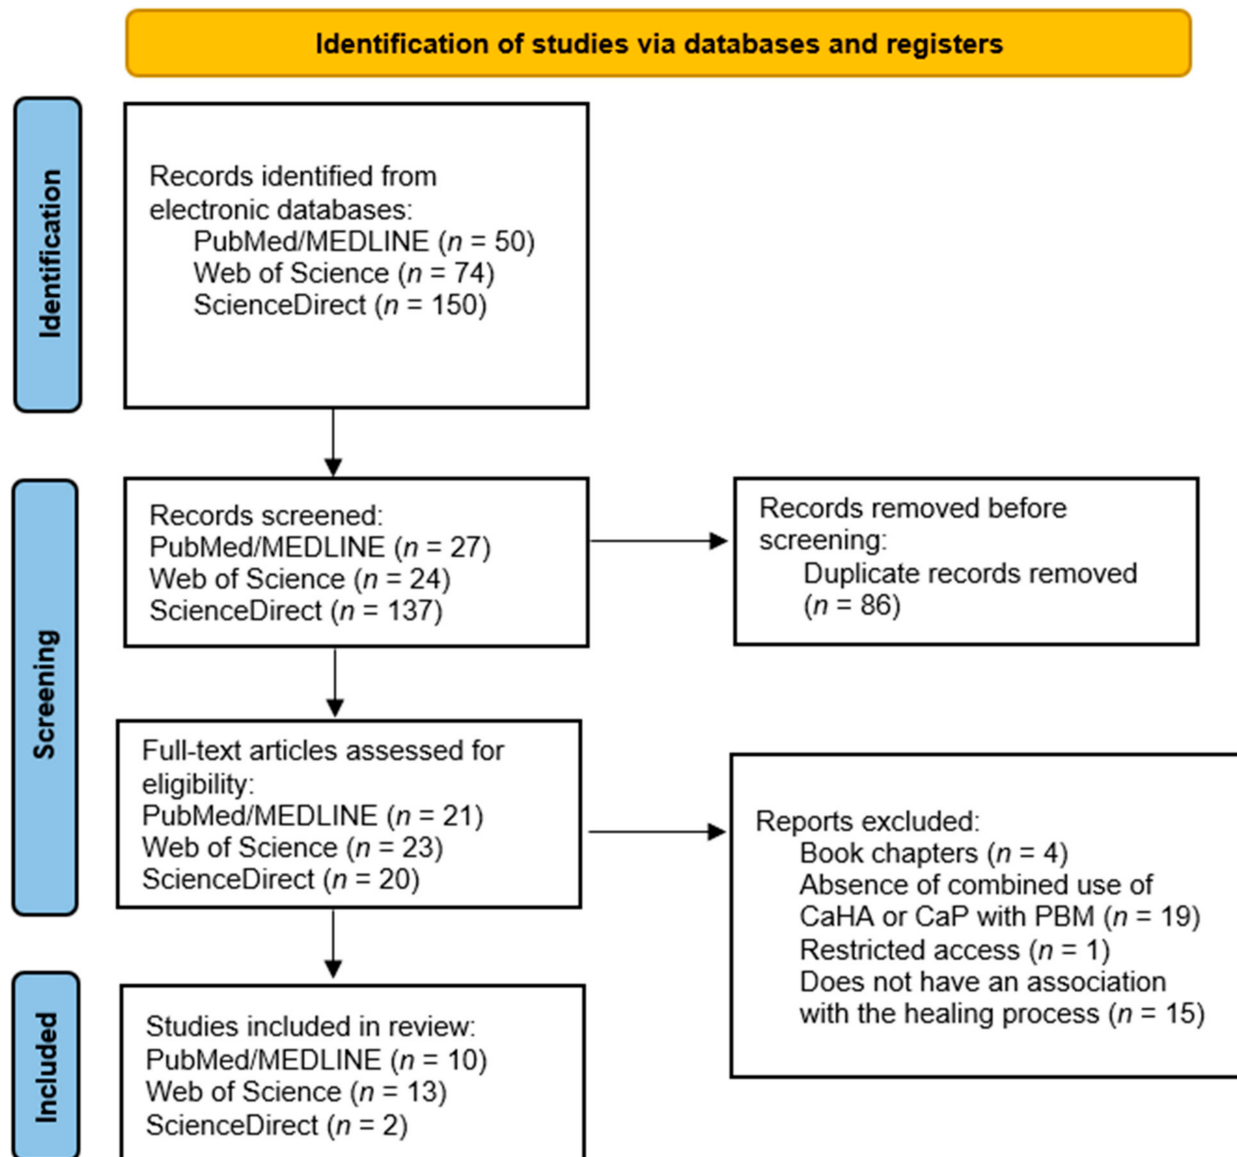 Identification of studies via databases and registers
Identification
Records identified from
electronic databases:
PubMed/MEDLINE (n = 50)
Web of Science (n = 74)
ScienceDirect (n = 150)
Screening
Records screened:
PubMed/MEDLINE (n = 27)
Web of Science (n = 24)
ScienceDirect (n = 137)
Records removed before
screening:
Duplicate records removed
(n = 86)
Full-text articles assessed for
eligibility:
PubMed/MEDLINE (n = 21)
Web of Science (n = 23)
ScienceDirect (n = 20)
Reports excluded:
Book chapters (n = 4)
Absence of combined use of
CaHA or CaP with PBM (n = 19)
Restricted access (n = 1)
Does not have an association
with the healing process (n = 15)
Included
Studies included in review:
PubMed/MEDLINE (n = 10)
Web of Science (n = 13)
ScienceDirect (n = 2)